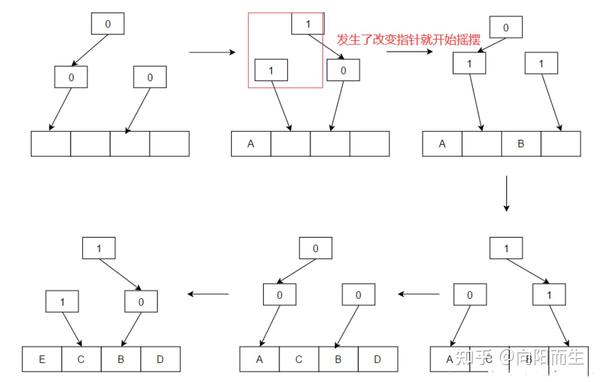 0
0 0
1
发生了改变指针就开始摇摆
1 0
A
0
1 1
A B
1
1 0
E C B D
0
0 0
A C B D
1
0 1
A C B
知乎 @向阳而生